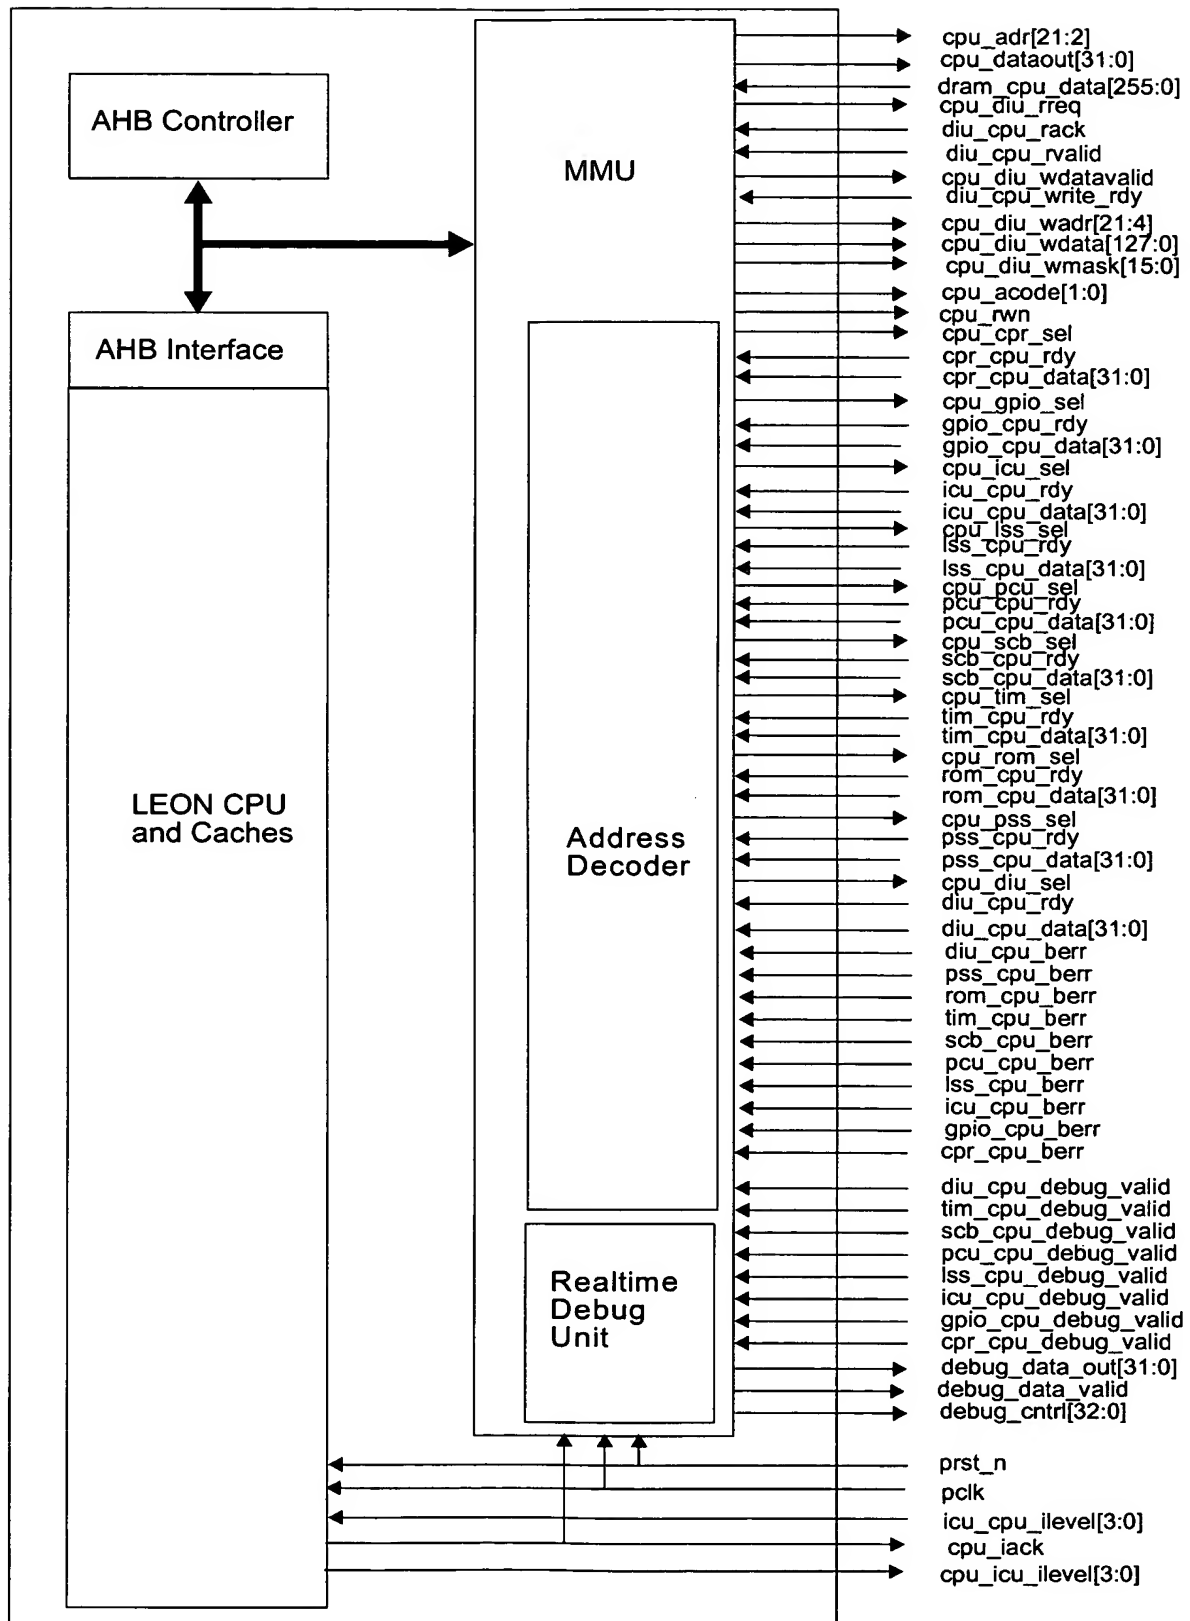 AHB Controller
MMU
AHB Interface
LEON CPU
and Caches
Address
Decoder
Realtime
Debug
Unit
cpu_adr[21:2]
cpu_dataout[31:0]
dram_cpu_data[255:0]
cpu_diu_rreq
diu_cpu_rack
diu_cpu_rvalid
cpu_diu_wdatavalid
diu_cpu_write_rdy
cpu_diu_wadr[21:4]
cpu_diu_wdata[127:0]
cpu_diu_wmask[15:0]
cpu_acode[1:0]
cpu_rwn
cpu_cpr_sel
cpr_cpu_rdy
cpr_cpu_data[31:0]
cpu_gpio_sel
gpio_cpu_rdy
gpio_cpu_data[31:0]
cpu_icu_sel
icu_cpu_rdy
icu_cpu_data[31:0]
cpu_lss_sel
lss_cpu_rdy
lss_cpu_data[31:0]
cpu_pcu_sel
pcu_cpu_rdy
pcu_cpu_data[31:0]
cpu_scb_sel
scb_cpu_rdy
scb_cpu_data[31:0]
cpu_tim_sel
tim_cpu_rdy
tim_cpu_data[31:0]
cpu_rom_sel
rom_cpu_rdy
rom_cpu_data[31:0]
cpu_pss_sel
pss_cpu_rdy
pss_cpu_data[31:0]
cpu_diu_sel
diu_cpu_rdy
diu_cpu_data[31:0]
diu_cpu_berr
pss_cpu_berr
rom_cpu_berr
tim_cpu_berr
scb_cpu_berr
pcu_cpu_berr
lss_cpu_berr
icu_cpu_berr
gpio_cpu_berr
cpr_cpu_berr
diu_cpu_debug_valid
tim_cpu_debug_valid
scb_cpu_debug_valid
pcu_cpu_debug_valid
lss_cpu_debug_valid
icu_cpu_debug_valid
gpio_cpu_debug_valid
cpr_cpu_debug_valid
debug_data_out[31:0]
debug_data_valid
debug_cntrl[32:0]
prst_n
pclk
icu_cpu_ilevel[3:0]
cpu_iack
cpu_icu_ilevel[3:0]